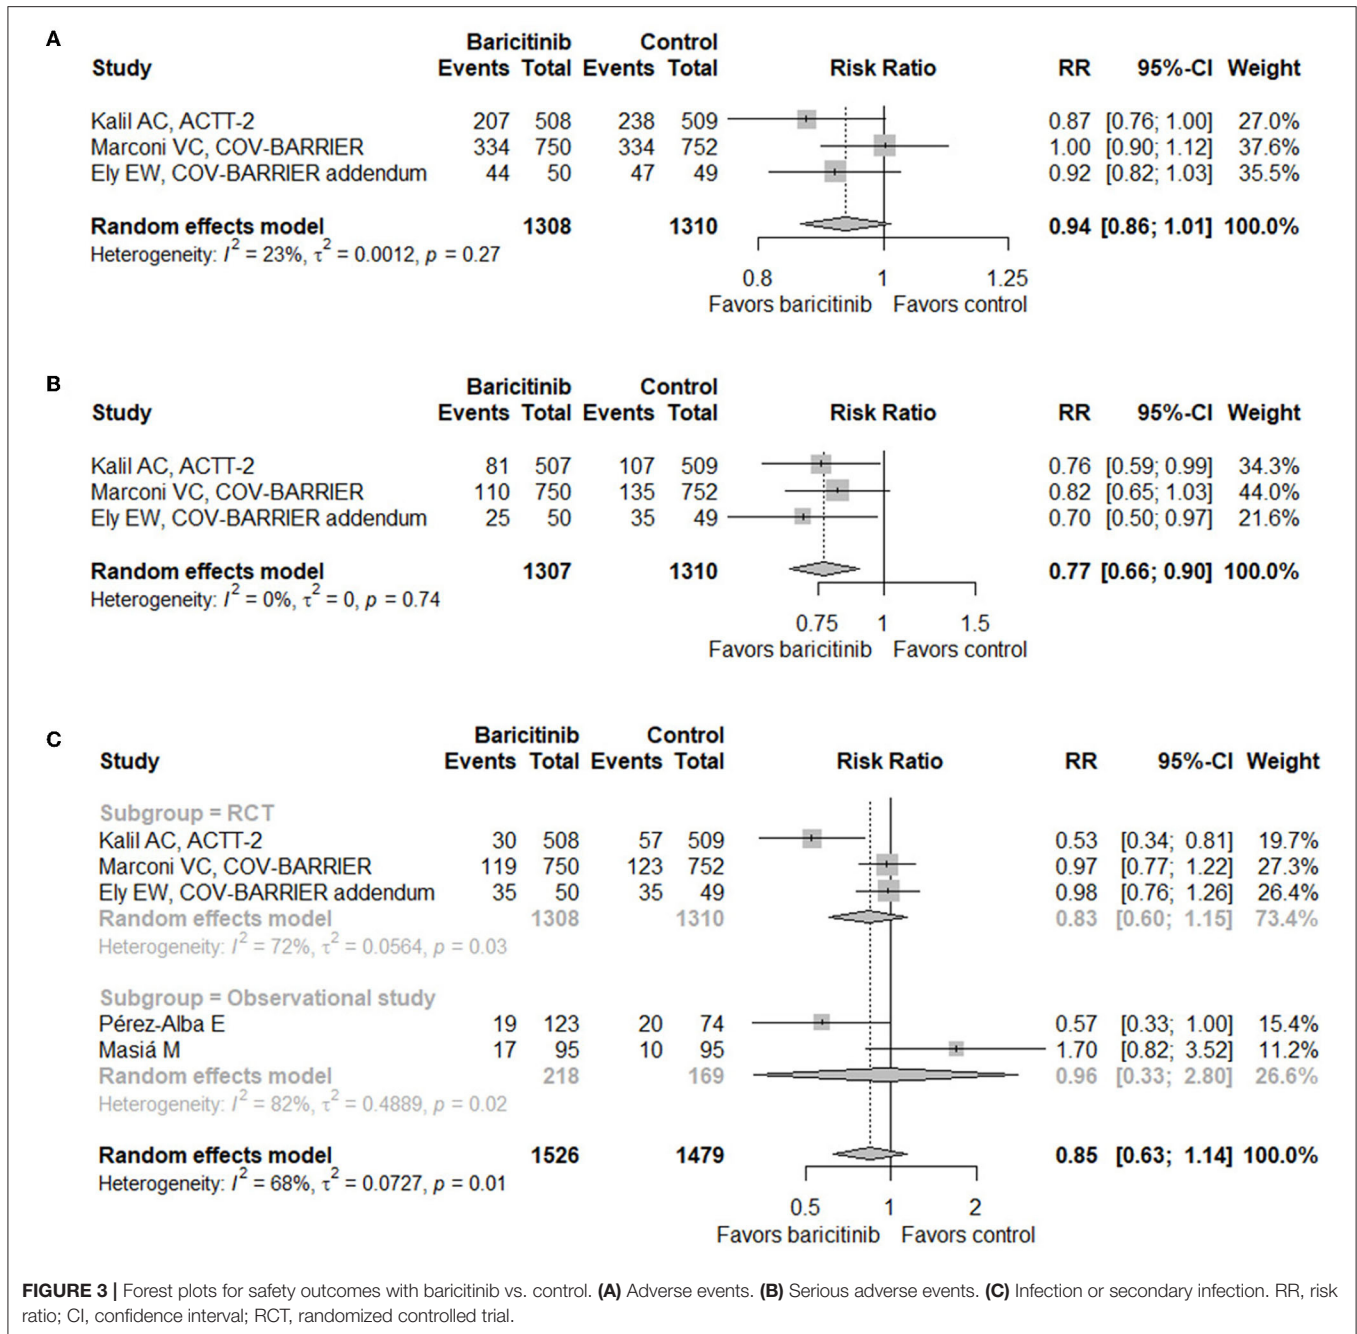 A
Baricitinib Control
Study Events Total Events Total Risk Ratio RR 95%-CI Weight
Kalil AC, ACTT-2 207 508 238 509 0.87 [0.76; 1.00] 27.0%
Marconi VC, COV-BARRIER 334 750 334 752 1.00 [0.90; 1.12] 37.6%
Ely EW, COV-BARRIER addendum 44 50 47 49 0.92 [0.82; 1.03] 35.5%
Random effects model 1308 1310 0.94 [0.86; 1.01] 100.0%
Heterogeneity: I² = 23%, τ² = 0.0012, p = 0.27
0.8 1 1.25
Favors baricitinib Favors control
B
Baricitinib Control
Study Events Total Events Total Risk Ratio RR 95%-CI Weight
Kalil AC, ACTT-2 81 507 107 509 0.76 [0.59; 0.99] 34.3%
Marconi VC, COV-BARRIER 110 750 135 752 0.82 [0.65; 1.03] 44.0%
Ely EW, COV-BARRIER addendum 25 50 35 49 0.70 [0.50; 0.97] 21.6%
Random effects model 1307 1310 0.77 [0.66; 0.90] 100.0%
Heterogeneity: I² = 0%, τ² = 0, p = 0.74
0.75 1 1.5
Favors baricitinib Favors control
C
Baricitinib Control
Study Events Total Events Total Risk Ratio RR 95%-CI Weight
Subgroup = RCT
Kalil AC, ACTT-2 30 508 57 509 0.53 [0.34; 0.81] 19.7%
Marconi VC, COV-BARRIER 119 750 123 752 0.97 [0.77; 1.22] 27.3%
Ely EW, COV-BARRIER addendum 35 50 35 49 0.98 [0.76; 1.26] 26.4%
Random effects model 1308 1310 0.83 [0.60; 1.15] 73.4%
Heterogeneity: I² = 72%, τ² = 0.0564, p = 0.03
Subgroup = Observational study
Pérez-Alba E 19 123 20 74 0.57 [0.33; 1.00] 15.4%
Masiá M 17 95 10 95 1.70 [0.82; 3.52] 11.2%
Random effects model 218 169 0.96 [0.33; 2.80] 26.6%
Heterogeneity: I² = 82%, τ² = 0.4889, p = 0.02
Random effects model 1526 1479 0.85 [0.63; 1.14] 100.0%
Heterogeneity: I² = 68%, τ² = 0.0727, p = 0.01
0.5 1 2
Favors baricitinib Favors control
FIGURE 3 | Forest plots for safety outcomes with baricitinib vs. control. (A) Adverse events. (B) Serious adverse events. (C) Infection or secondary infection. RR, risk
ratio; CI, confidence interval; RCT, randomized controlled trial.